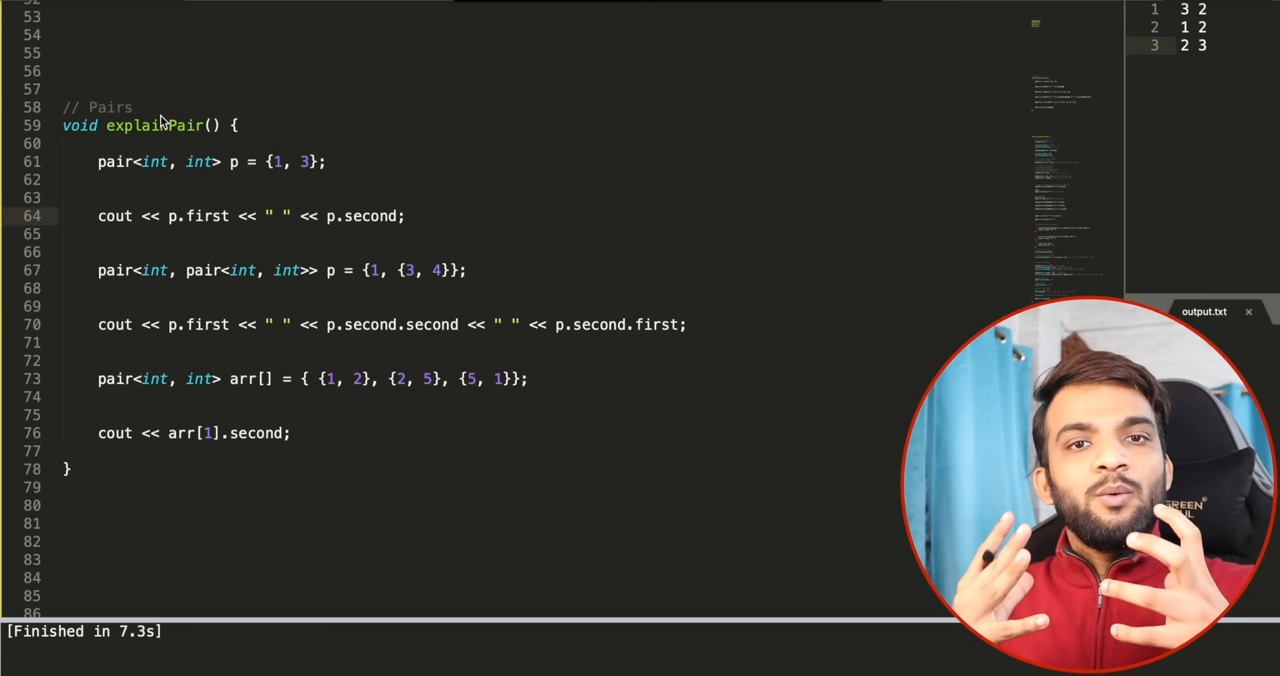 52
53
54
55
56
57
58 // Pairs
59 void explainPair() {
60
61 pair<int, int> p = {1, 3};
62
63
64 cout << p.first << " " << p.second;
65
66
67 pair<int, pair<int, int>> p = {1, {3, 4}};
68
69
70 cout << p.first << " " << p.second.second << " " << p.second.first;
71
72
73 pair<int, int> arr[] = { {1, 2}, {2, 5}, {5, 1}};
74
75
76 cout << arr[1].second;
77
78 }
79
80
81
82
83
84
85
86
[Finished in 7.3s]
1 3 2
2 1 2
3 2 3
output.txt ×
GREEN